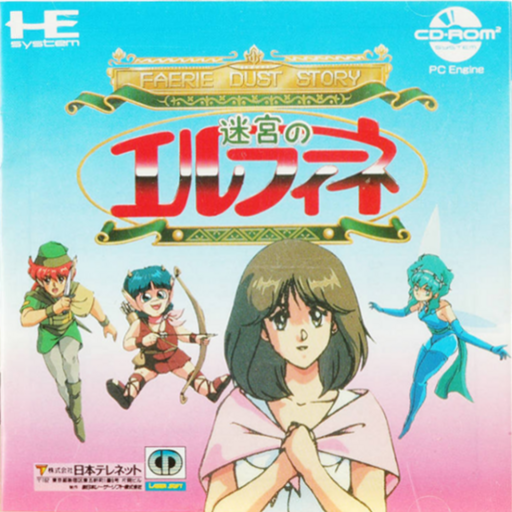 HE
system
CD-ROM²
SYSTEM
PC Engine
FAERIE DUST STORY
迷宮の
エルフィーネ
株式会社 日本テレネット
LASER SOFT